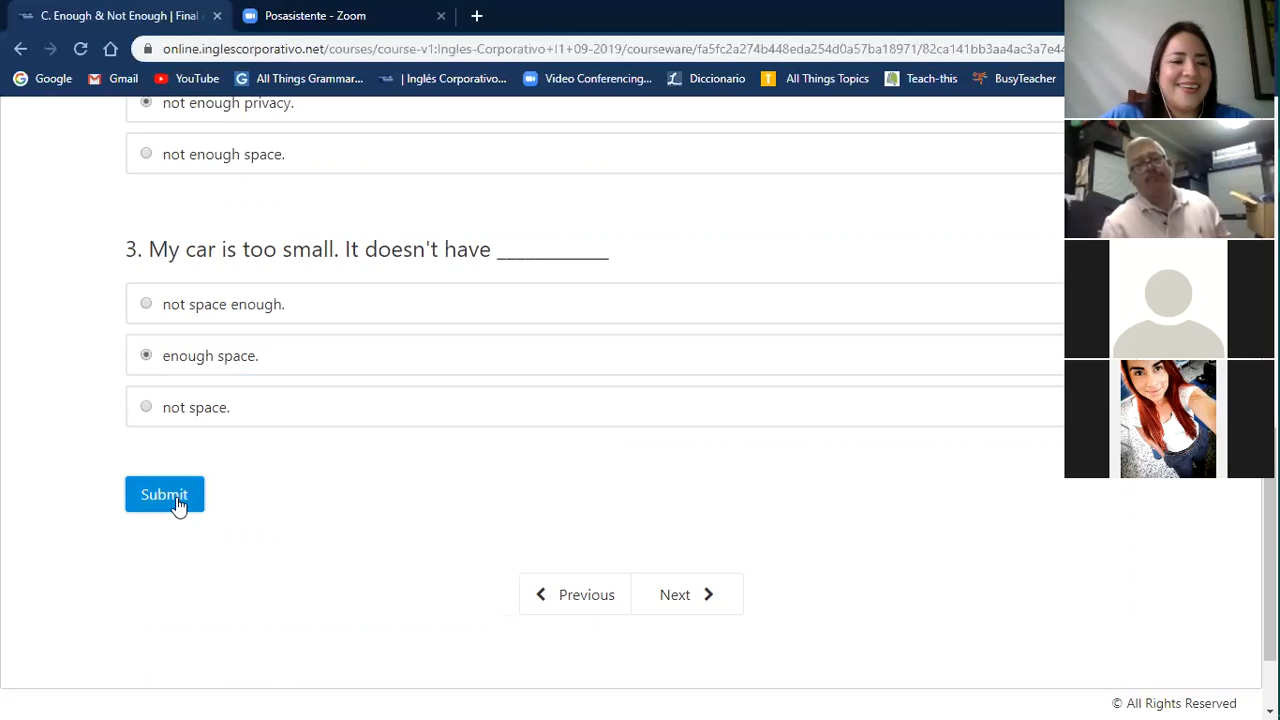 C. Enough & Not Enough | Final
Posasistente - Zoom
online.inglescorporativo.net/courses/course-v1:Ingles-Corporativo+I1+09-2019/courseware/fa5fc2a274b448eda254d0e57ba18971/82ca141bb3aa4ac3a7e44
Google
Gmail
YouTube
All Things Grammar...
| Inglés Corporativo...
Video Conferencing...
Diccionario
All Things Topics
Teach-this
BusyTeacher
not enough privacy.
not enough space.
3. My car is too small. It doesn't have ____________
not space enough.
enough space.
not space.
Submit
Previous
Next
© All Rights Reserved